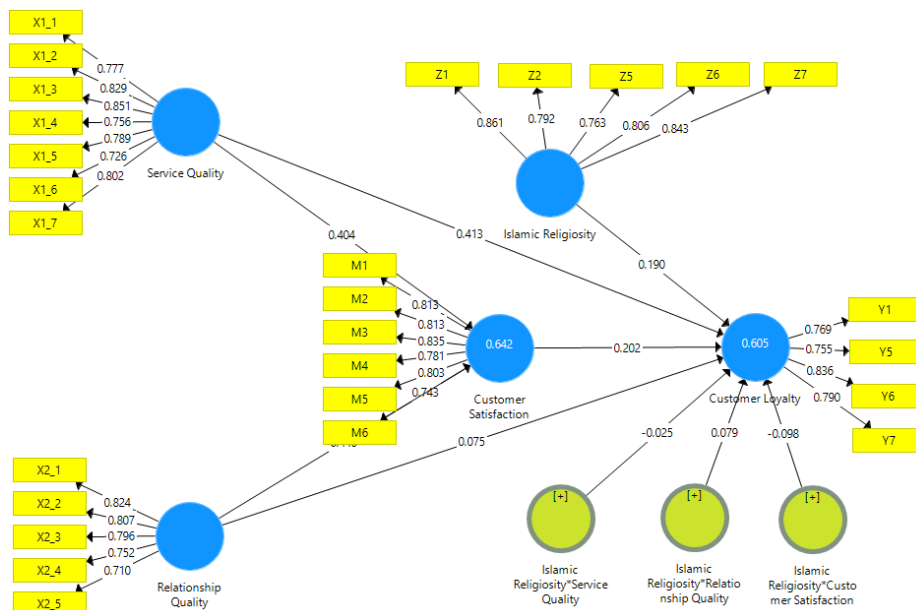 X1_1
X1_2
X1_3
X1_4
X1_5
X1_6
X1_7
0.777
0.829
0.851
0.756
0.789
0.726
0.802
Service Quality
Z1
Z2
Z5
Z6
Z7
0.861
0.792
0.763
0.806
0.843
Islamic Religiosity
0.404
0.413
0.190
M1
M2
M3
M4
M5
M6
0.813
0.813
0.835
0.781
0.803
0.743
0.642
Customer
Satisfaction
0.202
0.605
Customer Loyalty
Y1
Y5
Y6
Y7
0.769
0.755
0.836
0.790
0.075
-0.025
0.079
-0.098
X2_1
X2_2
X2_3
X2_4
X2_5
0.824
0.807
0.796
0.752
0.710
Relationship
Quality
[+]
Islamic
Religiosity*Service
Quality
[+]
Islamic
Religiosity*Relatio
nship Quality
[+]
Islamic
Religiosity*Custo
mer Satisfaction